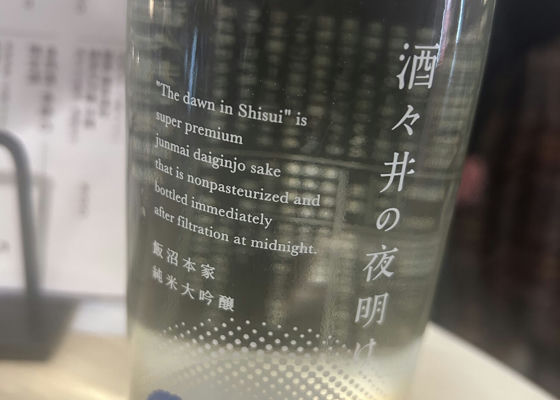 酒々井の夜明け
"The dawn in Shisui" is
super premium
junmai daiginjo sake
that is nonpasteurized and
bottled immediately
after filtration at midnight.
飯沼本家
純米大吟醸